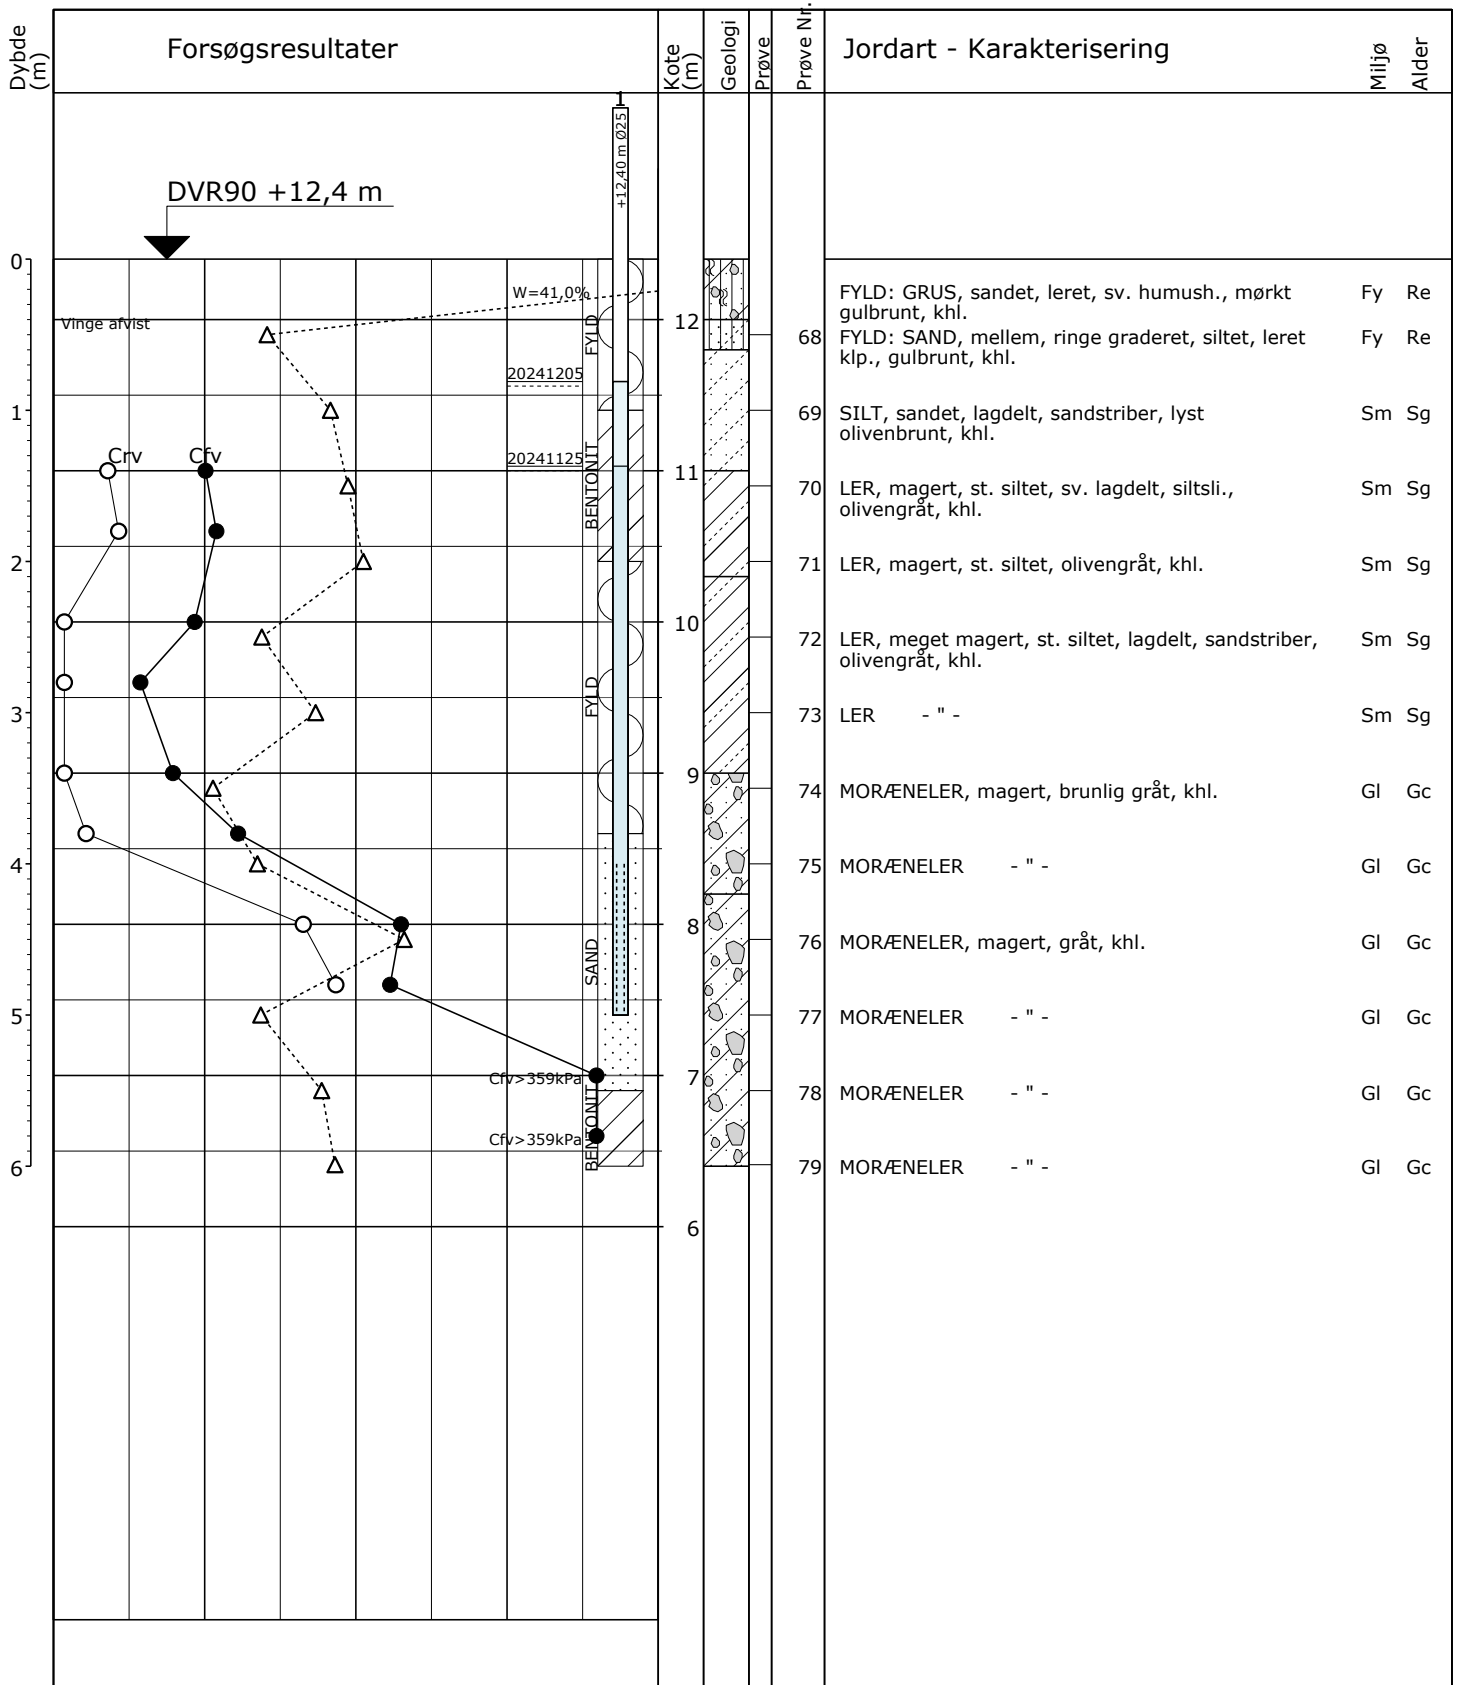 Dybde
(m)
Forsøgsresultater
Kote
(m)
Geologi
Prøve
Prøve Nr.
Jordart - Karakterisering
Miljø
Alder
1
+12,40 m Ø25
DVR90 +12,4 m
0
W=41,0%
Vinge afvist
FYLD
12
FYLD: GRUS, sandet, leret, sv. humush., mørkt
gulbrunt, khl.
Fy Re
68 FYLD: SAND, mellem, ringe graderet, siltet, leret
klp., gulbrunt, khl.
Fy Re
20241205
1
69 SILT, sandet, lagdelt, sandstriber, lyst
olivenbrunt, khl.
Sm Sg
Crv
Cfv
20241125
BENTONIT
11
70 LER, magert, st. siltet, sv. lagdelt, siltsli.,
olivengråt, khl.
Sm Sg
2
71 LER, magert, st. siltet, olivengråt, khl. Sm Sg
10
72 LER, meget magert, st. siltet, lagdelt, sandstriber,
olivengråt, khl.
Sm Sg
FYLD
3
73 LER - " - Sm Sg
9
74 MORÆNELER, magert, brunlig gråt, khl. Gl Gc
4
75 MORÆNELER - " - Gl Gc
8
76 MORÆNELER, magert, gråt, khl. Gl Gc
SAND
5
77 MORÆNELER - " - Gl Gc
Cfv>359kPa
7
78 MORÆNELER - " - Gl Gc
Cfv>359kPa
BENTONIT
6
79 MORÆNELER - " - Gl Gc
6